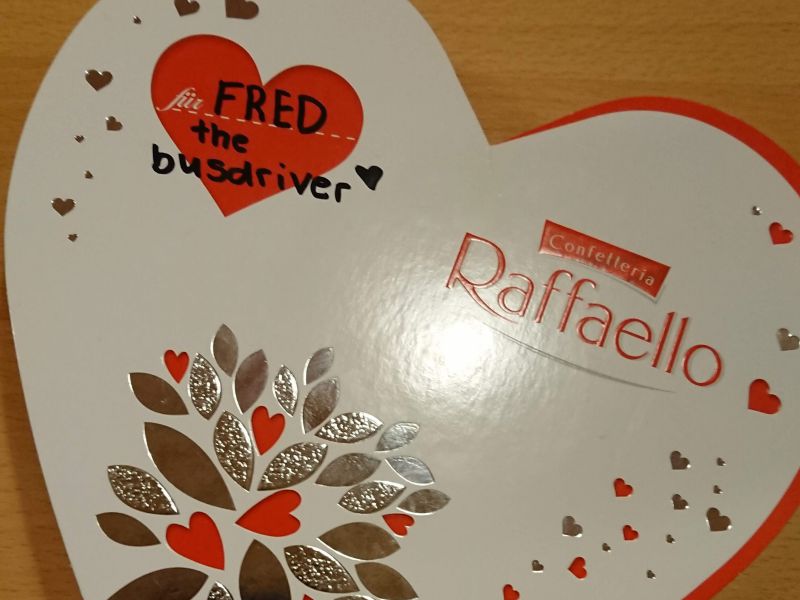 für FRED
the
busdriver
Confetteria
Raffaello